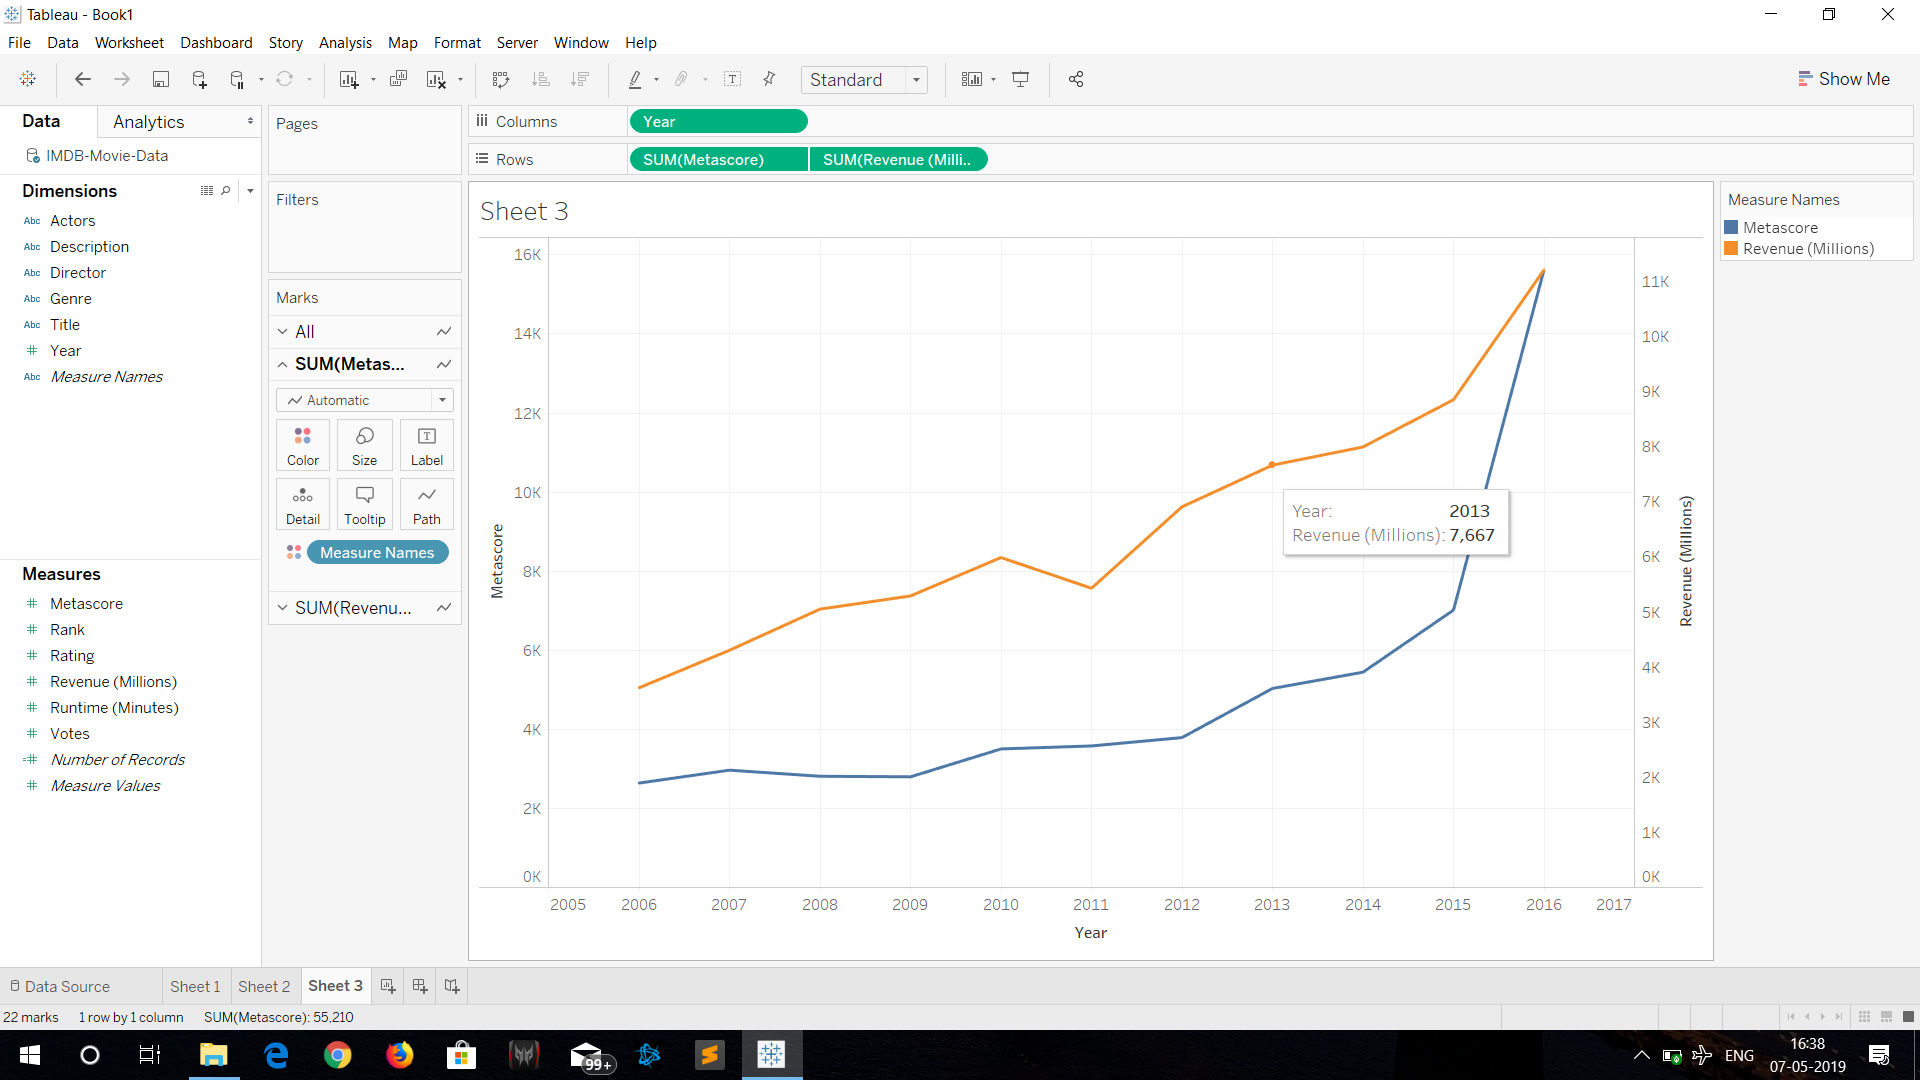 Tableau - Book1
File Data Worksheet Dashboard Story Analysis Map Format Server Window Help
Standard
Show Me
Data Analytics
IMDB-Movie-Data
Dimensions
Abc Actors
Abc Description
Abc Director
Abc Genre
Abc Title
# Year
Abc Measure Names
Measures
# Metascore
# Rank
# Rating
# Revenue (Millions)
# Runtime (Minutes)
# Votes
=# Number of Records
# Measure Values
Pages
Filters
Marks
All
SUM(Metas...
Automatic
Color Size Label
Detail Tooltip Path
Measure Names
SUM(Revenu...
Columns Year
Rows SUM(Metascore) SUM(Revenue (Milli..
Sheet 3
16K
14K
12K
10K
8K
6K
4K
2K
0K
Metascore
11K
10K
9K
8K
7K
6K
5K
4K
3K
2K
1K
0K
Revenue (Millions)
Year: 2013
Revenue (Millions): 7,667
2005 2006 2007 2008 2009 2010 2011 2012 2013 2014 2015 2016 2017
Year
Measure Names
Metascore
Revenue (Millions)
Data Source Sheet 1 Sheet 2 Sheet 3
22 marks 1 row by 1 column SUM(Metascore): 55,210
99+
ENG
16:38
07-05-2019